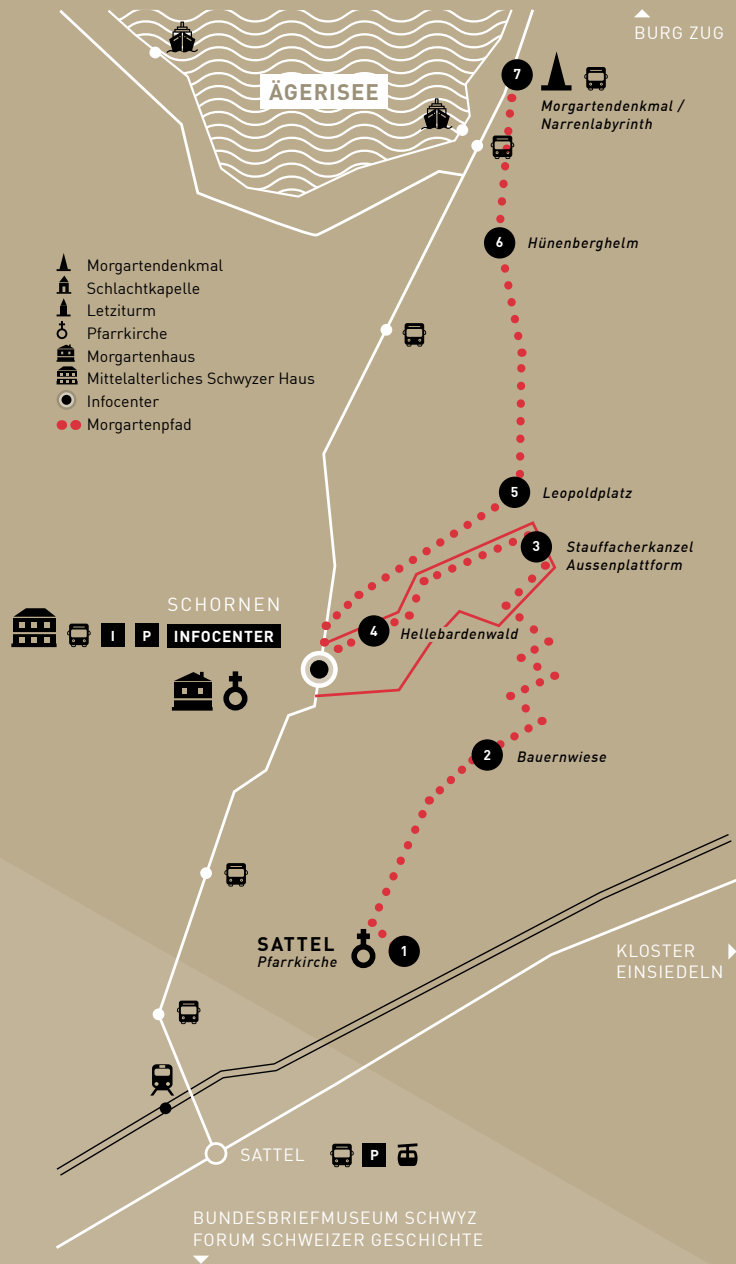 BURG ZUG
ÄGERISEE
7
Morgartendenkmal /
Narrenlabyrinth
6
Hünenberghelm
Morgartendenkmal
Schlachtkapelle
Letziturm
Pfarrkirche
Morgartenhaus
Mittelalterliches Schwyzer Haus
Infocenter
Morgartenpfad
5
Leopoldplatz
3
Stauffacherkanzel
Aussenplattform
SCHORNEN
I P INFOCENTER
4
Hellebardenwald
2
Bauernwiese
SATTEL
Pfarrkirche
1
KLOSTER
EINSIEDELN
SATTEL
P
BUNDESBRIEFMUSEUM SCHWYZ
FORUM SCHWEIZER GESCHICHTE